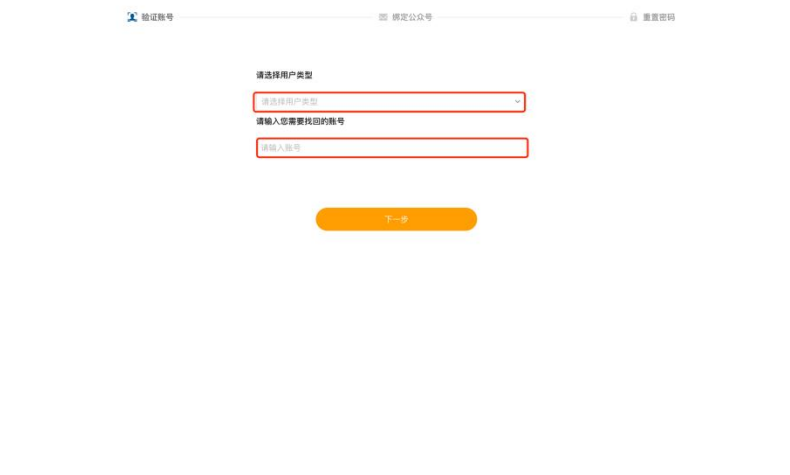 验证账号
绑定公众号
重置密码
请选择用户类型
请选择用户类型
请输入您需要找回的账号
请输入账号
下一步